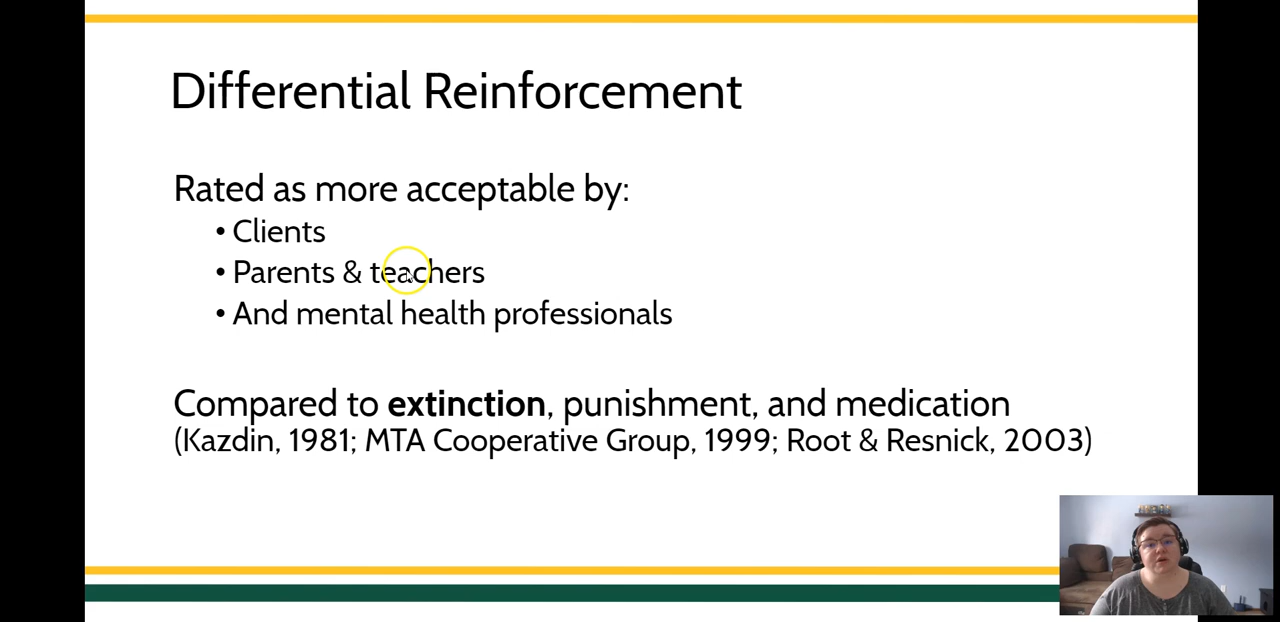 Differential Reinforcement
Rated as more acceptable by:
• Clients
• Parents & teachers
• And mental health professionals
Compared to extinction, punishment, and medication
(Kazdin, 1981; MTA Cooperative Group, 1999; Root & Resnick, 2003)